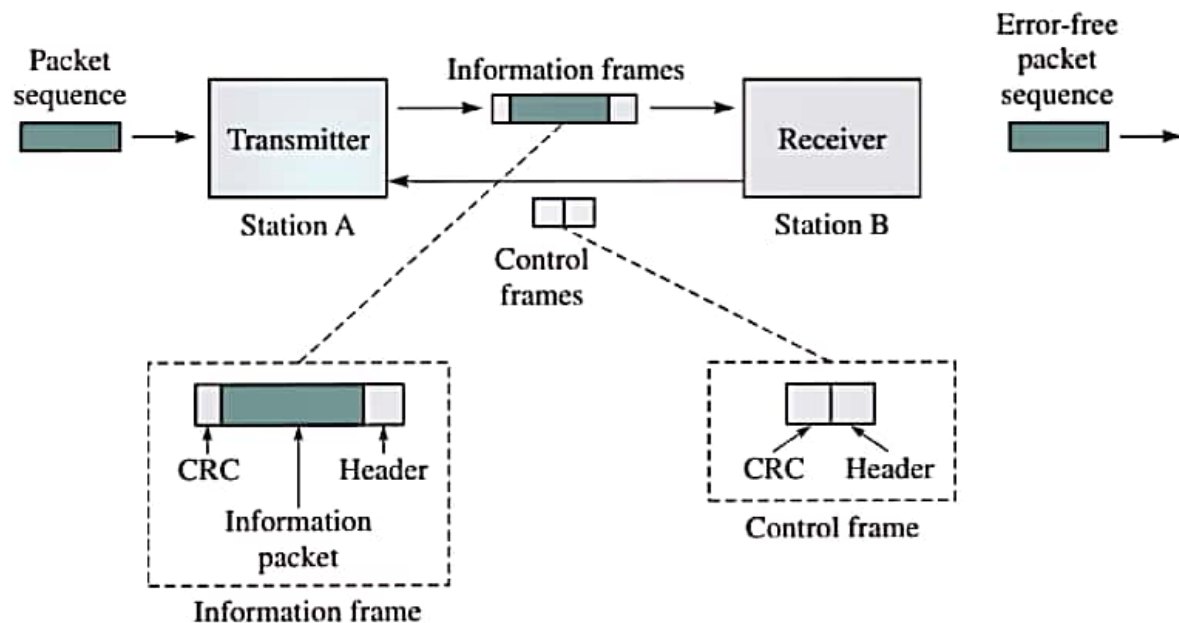 Packet
sequence
Transmitter
Station A
Information frames
Control
frames
Receiver
Station B
Error-free
packet
sequence
CRC
Header
Information
packet
Information frame
CRC
Header
Control frame